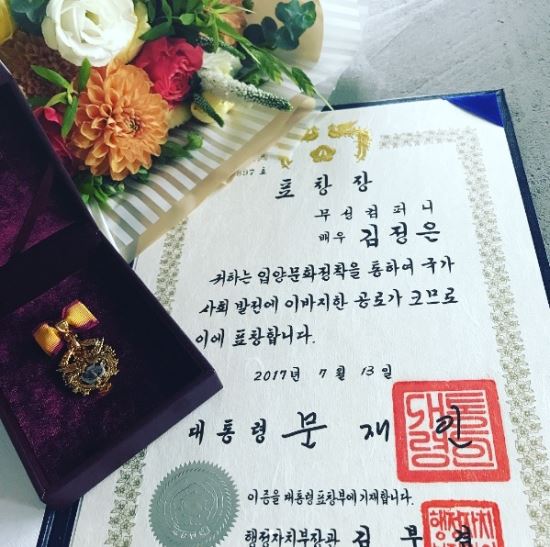 표창장
무섭컴퍼니
배우 김정은
귀하는 입양문화정착을 통하여 국가
사회 발전에 이바지한 공로가 크므로
이에 표창합니다.
2017년 7월 13일
대통령 문재인
이 증을 대통령표창부에 기재합니다.
행정자치부장관 김부겸